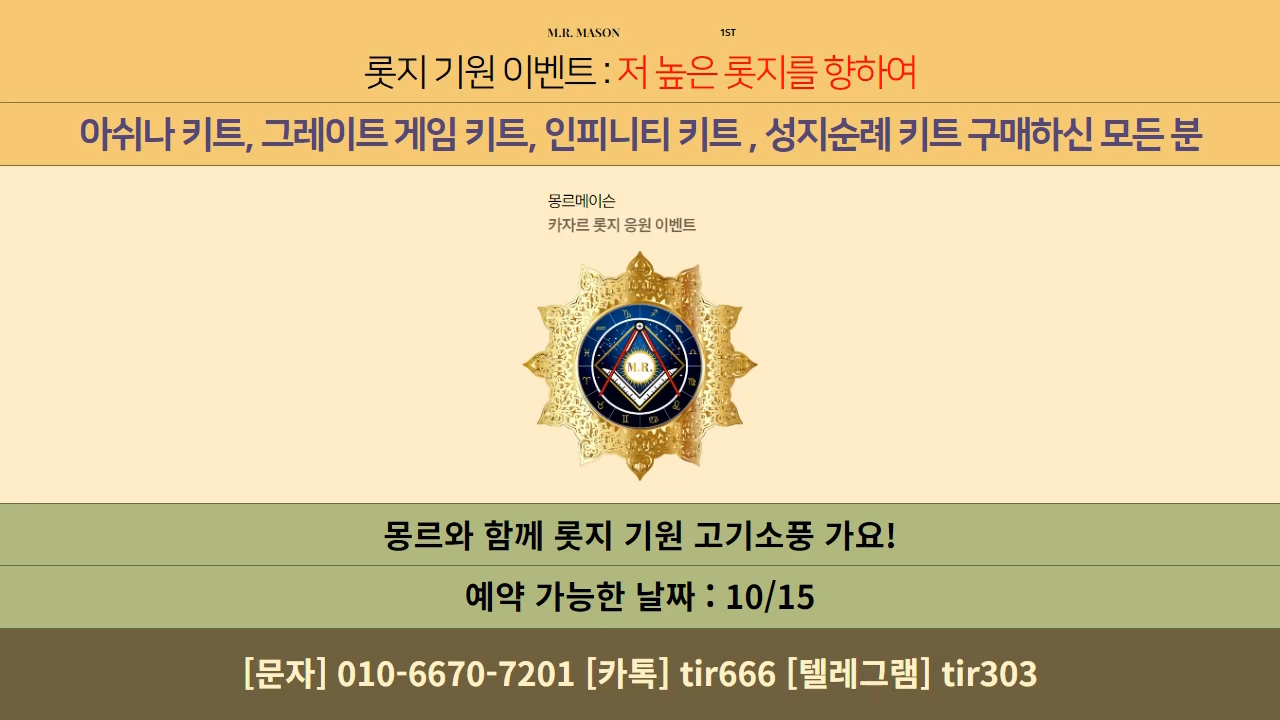 M.R. MASON 1ST
롯지 기원 이벤트 : 저 높은 롯지를 향하여
아쉬나 키트, 그레이트 게임 키트, 인피니티 키트 , 성지순례 키트 구매하신 모든 분
몽르메이슨
카자르 롯지 응원 이벤트
M.R.
몽르와 함께 롯지 기원 고기소풍 가요!
예약 가능한 날짜 : 10/15
[문자] 010-6670-7201 [카톡] tir666 [텔레그램] tir303